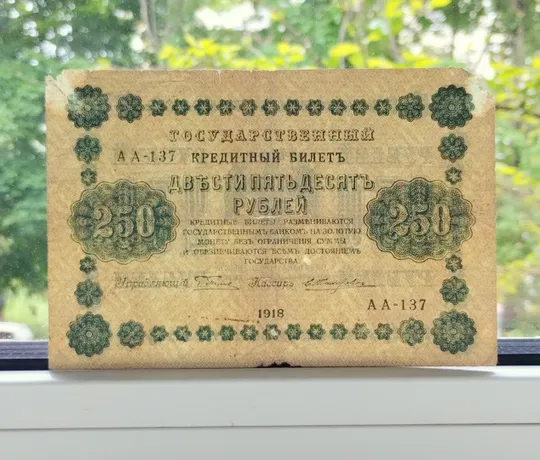 ГОСУДАРСТВЕННЫЙ
АА-137 КРЕДИТНЫЙ БИЛЕТЪ
ДВѢСТИ ПЯТЬДЕСЯТЪ
РУБЛЕЙ
250 250
КРЕДИТНЫЕ БИЛЕТЫ РАЗМѢНИВАЮТСЯ
ГОСУДАРСТВЕННЫМЪ БАНКОМЪ НА ЗОЛОТУЮ
МОНЕТУ БЕЗЪ ОГРАНИЧЕНІЯ СУММЫ
И ОБЕЗПЕЧИВАЮТСЯ ВСѢМЪ ДОСТОЯНІЕМЪ
ГОСУДАРСТВА.
Управляющій Кассиръ
1918 АА-137